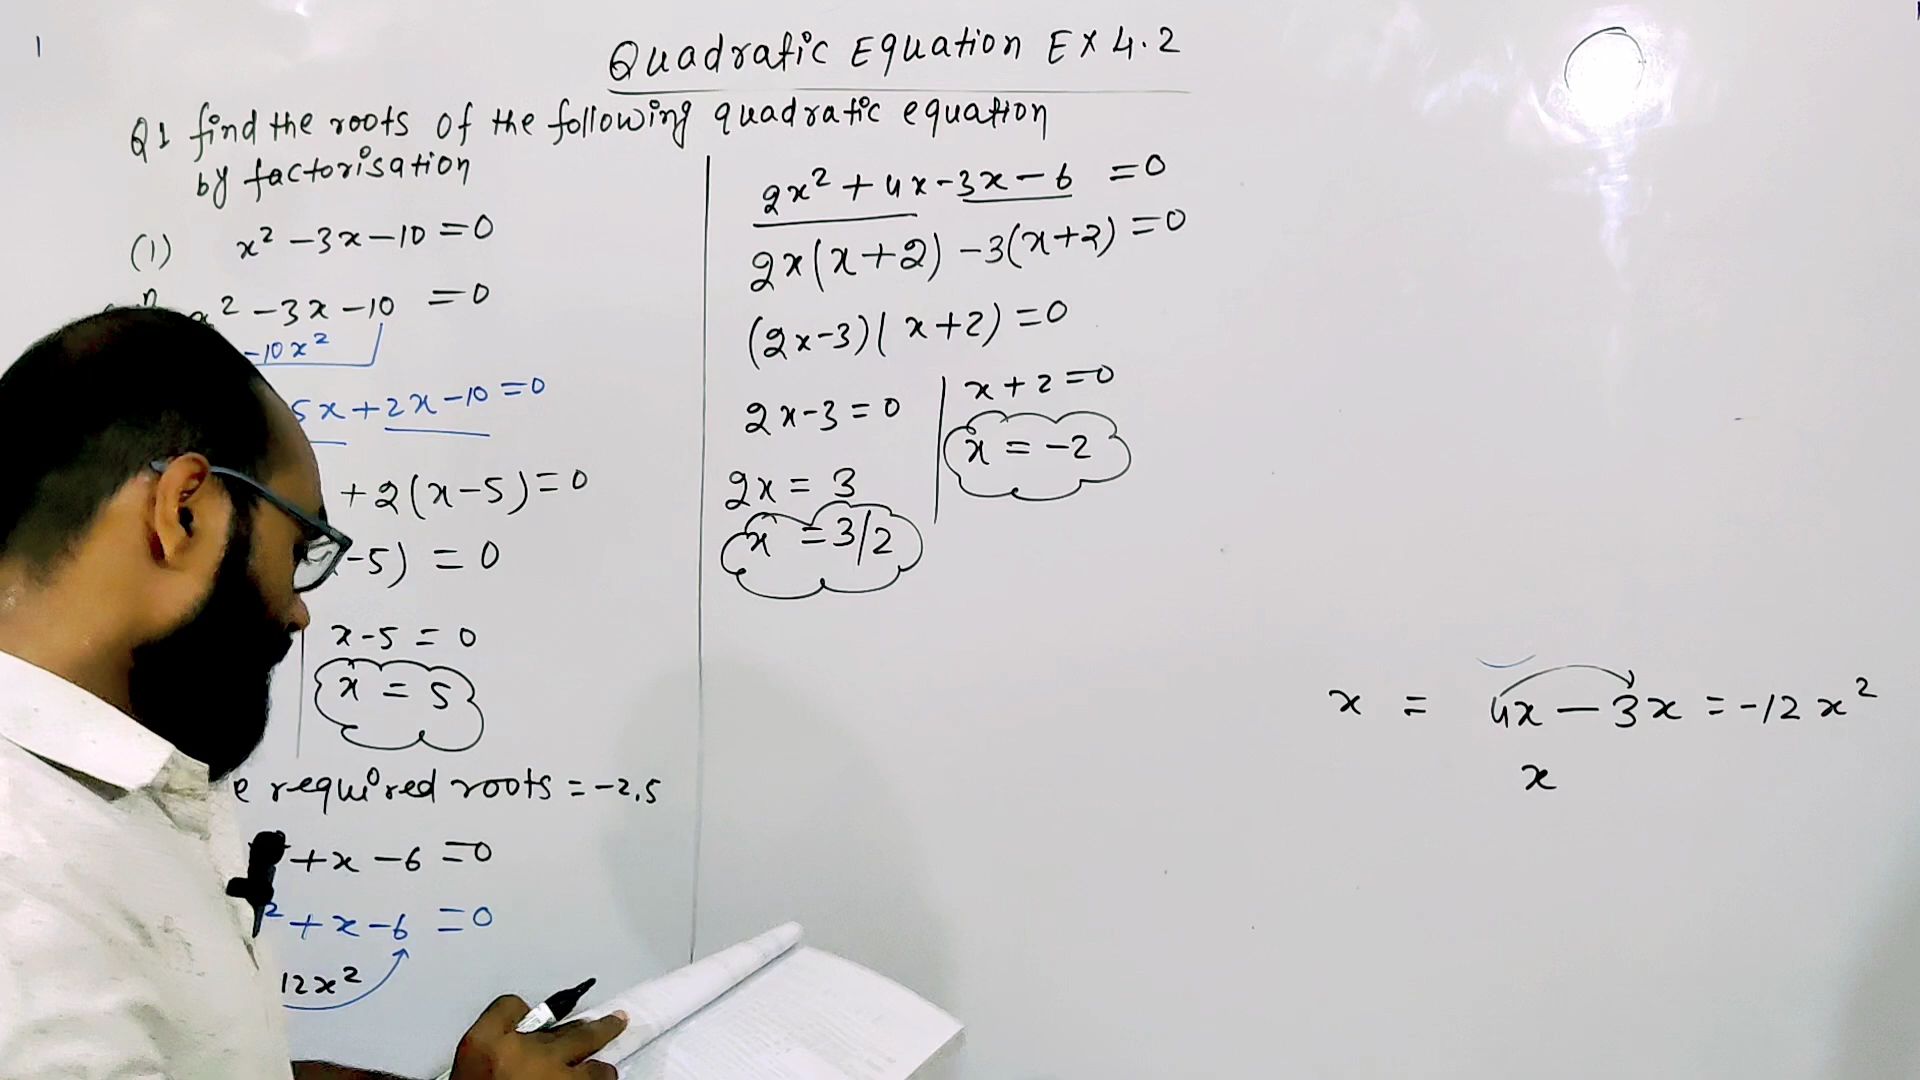 Quadratic Equation Ex 4.2
Q1 find the roots of the following quadratic equation
by factorisation
(1) x² - 3x - 10 = 0
x² - 3x - 10 = 0
-10x²
5x + 2x - 10 = 0
+ 2(x - 5) = 0
- 5) = 0
x - 5 = 0
x = 5
required roots = -2,5
+ x - 6 = 0
² + x - 6 = 0
12x²
2x² + 4x - 3x - 6 = 0
2x(x + 2) - 3(x + 2) = 0
(2x - 3)(x + 2) = 0
2x - 3 = 0
x + 2 = 0
x = -2
2x = 3
x = 3/2
x = 4x - 3x = -12x²
x